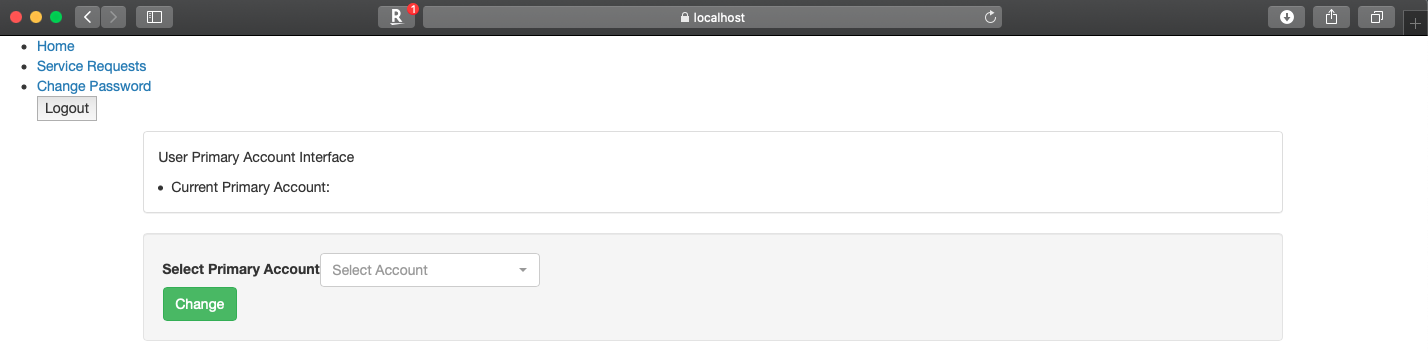 R 1 localhost
Home
Service Requests
Change Password
Logout
User Primary Account Interface
Current Primary Account:
Select Primary Account Select Account
Change